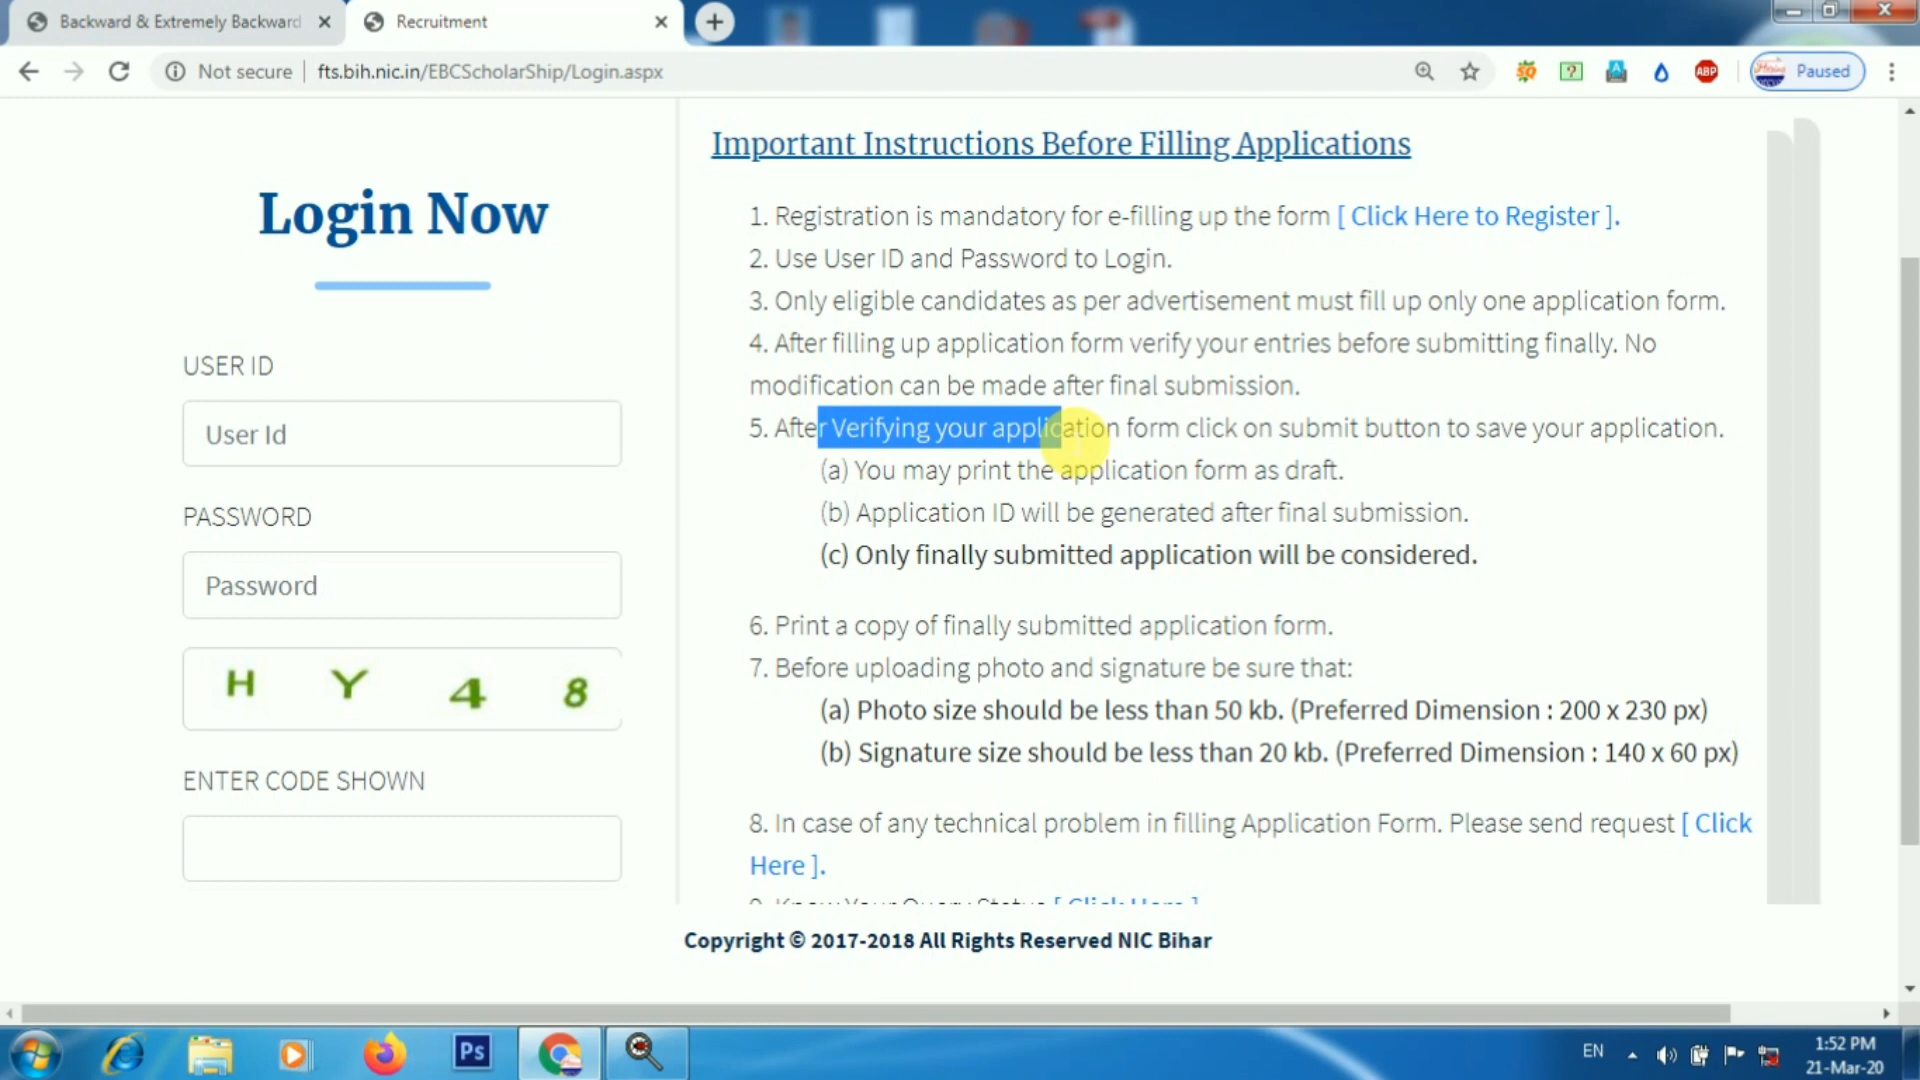 Backward & Extremely Backward
Recruitment
Not secure
fts.bih.nic.in/EBCScholarShip/Login.aspx
ABP
Paused
Login Now
USER ID
User Id
PASSWORD
Password
H Y 4 8
ENTER CODE SHOWN
Important Instructions Before Filling Applications
1. Registration is mandatory for e-filling up the form [ Click Here to Register ].
2. Use User ID and Password to Login.
3. Only eligible candidates as per advertisement must fill up only one application form.
4. After filling up application form verify your entries before submitting finally. No
modification can be made after final submission.
5. After Verifying your application form click on submit button to save your application.
(a) You may print the application form as draft.
(b) Application ID will be generated after final submission.
(c) Only finally submitted application will be considered.
6. Print a copy of finally submitted application form.
7. Before uploading photo and signature be sure that:
(a) Photo size should be less than 50 kb. (Preferred Dimension : 200 x 230 px)
(b) Signature size should be less than 20 kb. (Preferred Dimension : 140 x 60 px)
8. In case of any technical problem in filling Application Form. Please send request [ Click
Here ].
9. Know Your Query Status [ Click Here ]
Copyright © 2017-2018 All Rights Reserved NIC Bihar
Ps
EN
1:52 PM
21-Mar-20